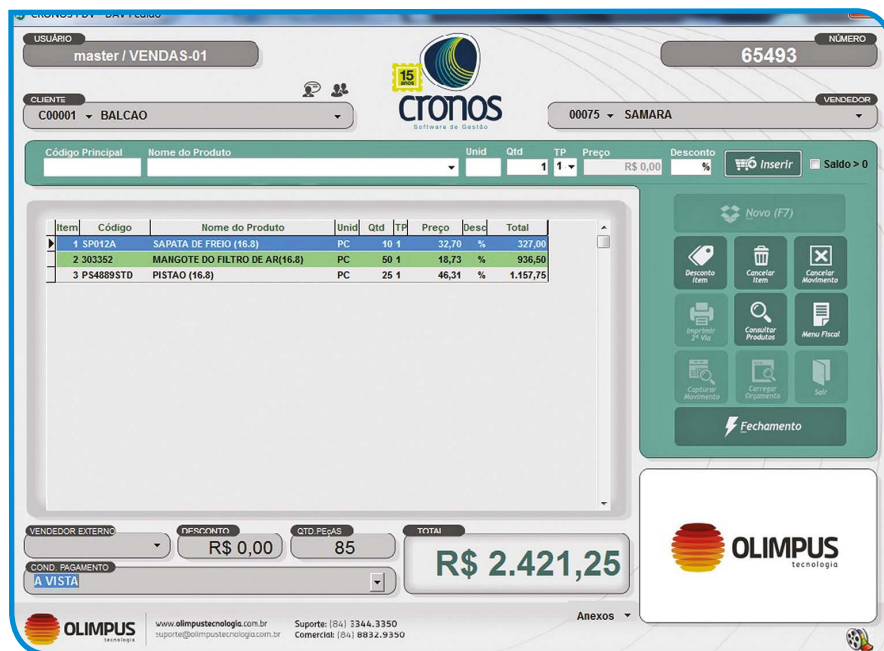 CRONOS PDV - DAV Pedido
USUÁRIO
master / VENDAS-01
NÚMERO
65493
15
anos
CLIENTE
C00001 BALCAO
cronos
Software de Gestão
VENDEDOR
00075 SAMARA
Código Principal Nome do Produto Unid Qtd TP Preço Desconto
1 1 R$ 0,00 % Inserir Saldo > 0
Novo (F7)
Item Código Nome do Produto Unid Qtd TP Preço Desc Total
1 SP012A SAPATA DE FREIO (16.8) PC 10 1 32,70 % 327,00
2 303352 MANGOTE DO FILTRO DE AR(16.8) PC 50 1 18,73 % 936,50
3 PS4889STD PISTAO (16.8) PC 25 1 46,31 % 1.157,75
Desconto Item
Cancelar Item
Cancelar Movimento
Imprimir 2ª Via
Consultar Produtos
Menu Fiscal
Capturar Movimento
Carregar Orçamento
Sair
Fechamento
VENDEDOR EXTERNO
DESCONTO
R$ 0,00
QTD.PEçAS
85
TOTAL
R$ 2.421,25
COND. PAGAMENTO
A VISTA
OLIMPUS
tecnologia
Anexos
OLIMPUS
tecnologia
www.olimpustecnologia.com.br
suporte@olimpustecnologia.com.br
Suporte: (84) 3344.3350
Comercial: (84) 8832.9350